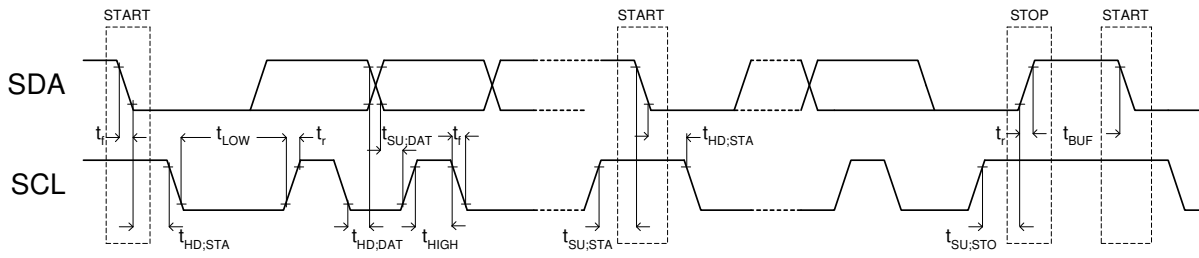 START START STOP START
SDA
t_f t_LOW t_r t_SU;DAT t_f t_HD;STA t_r t_BUF
SCL
t_HD;STA t_HD;DAT t_HIGH t_SU;STA t_SU;STO